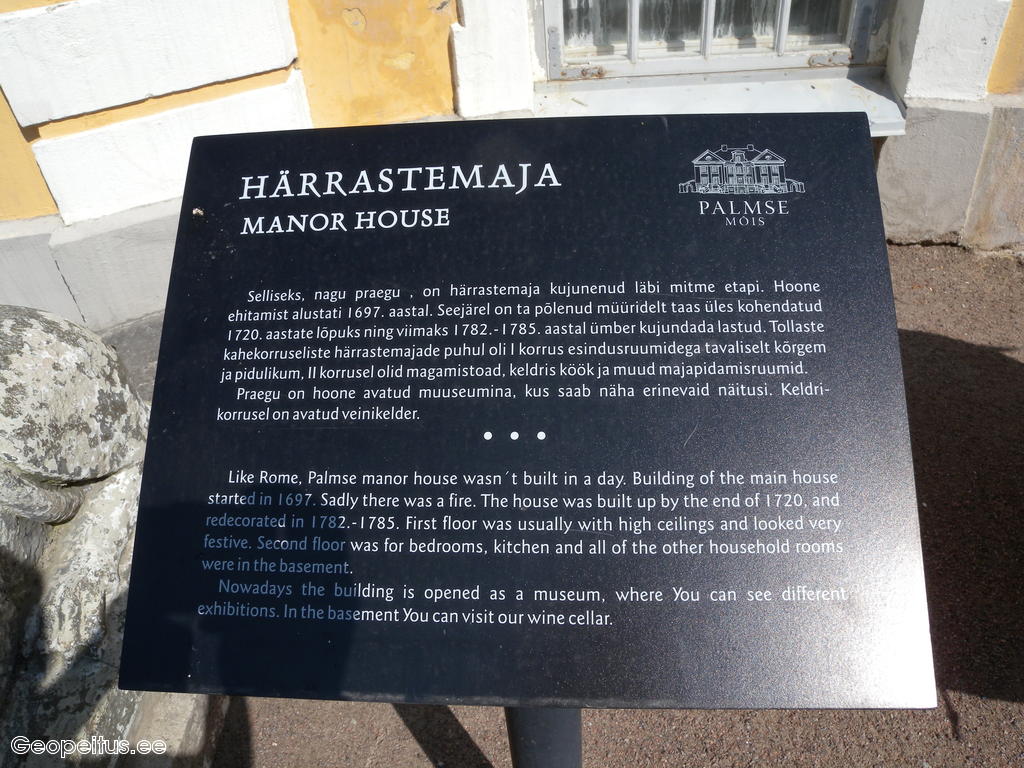 HÄRRASTEMAJA
MANOR HOUSE
PALMSE
MÕIS
Selliseks, nagu praegu , on härrastemaja kujunenud läbi mitme etapi. Hoone
ehitamist alustati 1697. aastal. Seejärel on ta põlenud müüridelt taas üles kohendatud
1720. aastate lõpuks ning viimaks 1782.-1785. aastal ümber kujundada lastud. Tollaste
kahekorruseliste härrastemajade puhul oli I korrus esindusruumidega tavaliselt kõrgem
ja pidulikum, II korrusel olid magamistoad, keldris köök ja muud majapidamisruumid.
Praegu on hoone avatud muuseumina, kus saab näha erinevaid näitusi. Keldri-
korrusel on avatud veinikelder.
• • •
Like Rome, Palmse manor house wasn´t built in a day. Building of the main house
started in 1697. Sadly there was a fire. The house was built up by the end of 1720, and
redecorated in 1782.-1785. First floor was usually with high ceilings and looked very
festive. Second floor was for bedrooms, kitchen and all of the other household rooms
were in the basement.
Nowadays the building is opened as a museum, where You can see different
exhibitions. In the basement You can visit our wine cellar.
Geopeitus.ee